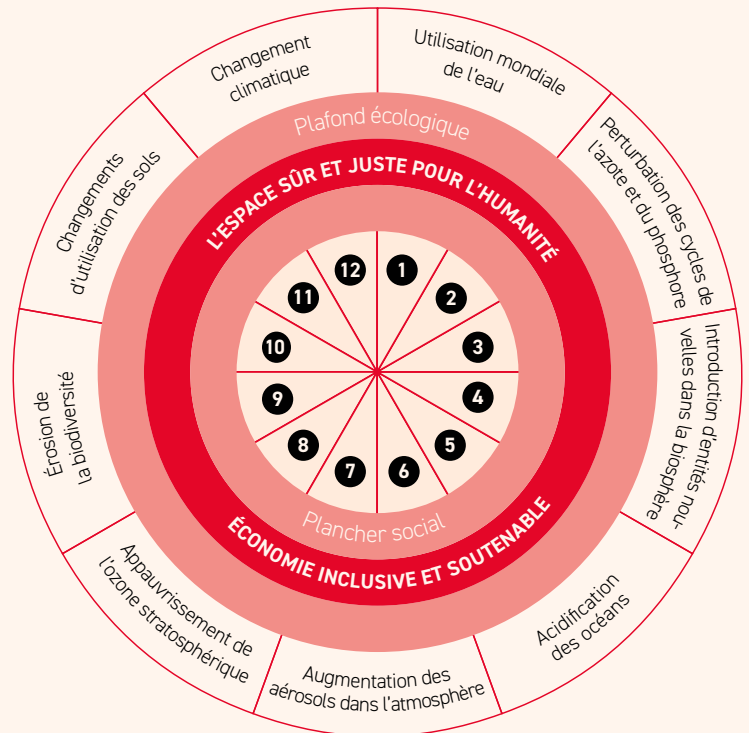 Changement
climatique
Utilisation mondiale
de l'eau
Perturbation des cycles de
l'azote et du phosphore
Introduction d'entités nou-
velles dans la biosphère
Acidification
des océans
Augmentation des
aérosols dans l'atmosphère
Appauvrissement de
l'ozone stratosphérique
Érosion de
la biodiversité
Changements
d'utilisation des sols
Plafond écologique
L'ESPACE SÛR ET JUSTE POUR L'HUMANITÉ
12
1
11
2
10
3
9
4
8
5
7
6
Plancher social
ÉCONOMIE INCLUSIVE ET SOUTENABLE